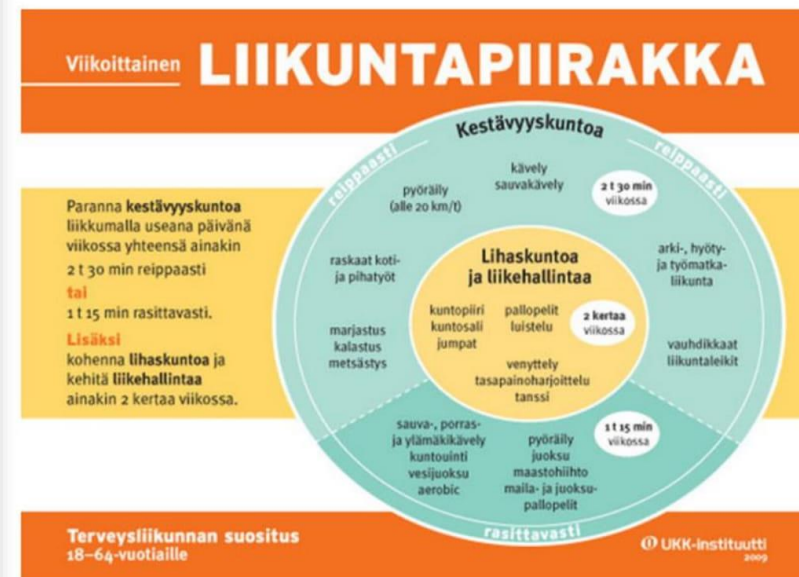 Viikoittainen LIIKUNTAPIIRAKKA
Paranna kestävyyskuntoa
liikkumalla useana päivänä
viikossa yhteensä ainakin
2 t 30 min reippaasti
tai
1 t 15 min rasittavasti.
Lisäksi
kohenna lihaskuntoa ja
kehitä liikehallintaa
ainakin 2 kertaa viikossa.
Kestävyyskuntoa
reippaasti
reippaasti
kävely
sauvakävely
pyöräily
(alle 20 km/t)
2 t 30 min
viikossa
raskaat koti-
ja pihatyöt
arki-, hyöty-
ja työmatka-
liikunta
marjastus
kalastus
metsästys
vauhdikkaat
liikuntaleikit
Lihaskuntoa
ja liikehallintaa
kuntopiiri
kuntosali
jumpat
pallopelit
luistelu
2 kertaa
viikossa
venyttely
tasapainoharjoittelu
tanssi
sauva-, porras-
ja ylämäkikävely
kuntouinti
vesijuoksu
aerobic
pyöräily
juoksu
maastohiihto
maila- ja juoksu-
pallopelit
1 t 15 min
viikossa
rasittavasti
Terveysliikunnan suositus
18–64-vuotiaille
UKK-instituutti
2009